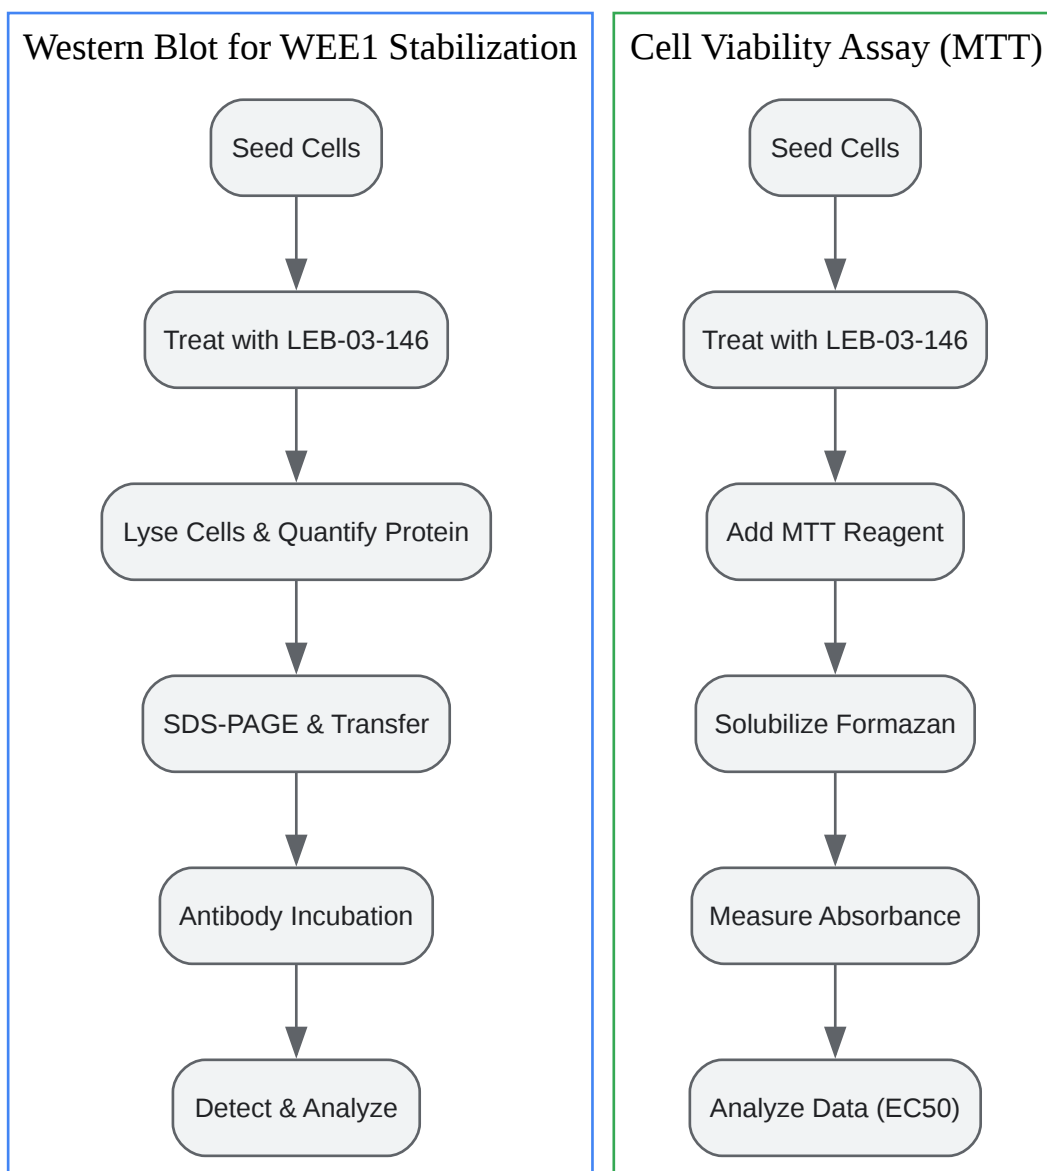 Western Blot for WEE1 Stabilization
Seed Cells
Treat with LEB-03-146
Lyse Cells & Quantify Protein
SDS-PAGE & Transfer
Antibody Incubation
Detect & Analyze
Cell Viability Assay (MTT)
Seed Cells
Treat with LEB-03-146
Add MTT Reagent
Solubilize Formazan
Measure Absorbance
Analyze Data (EC50)